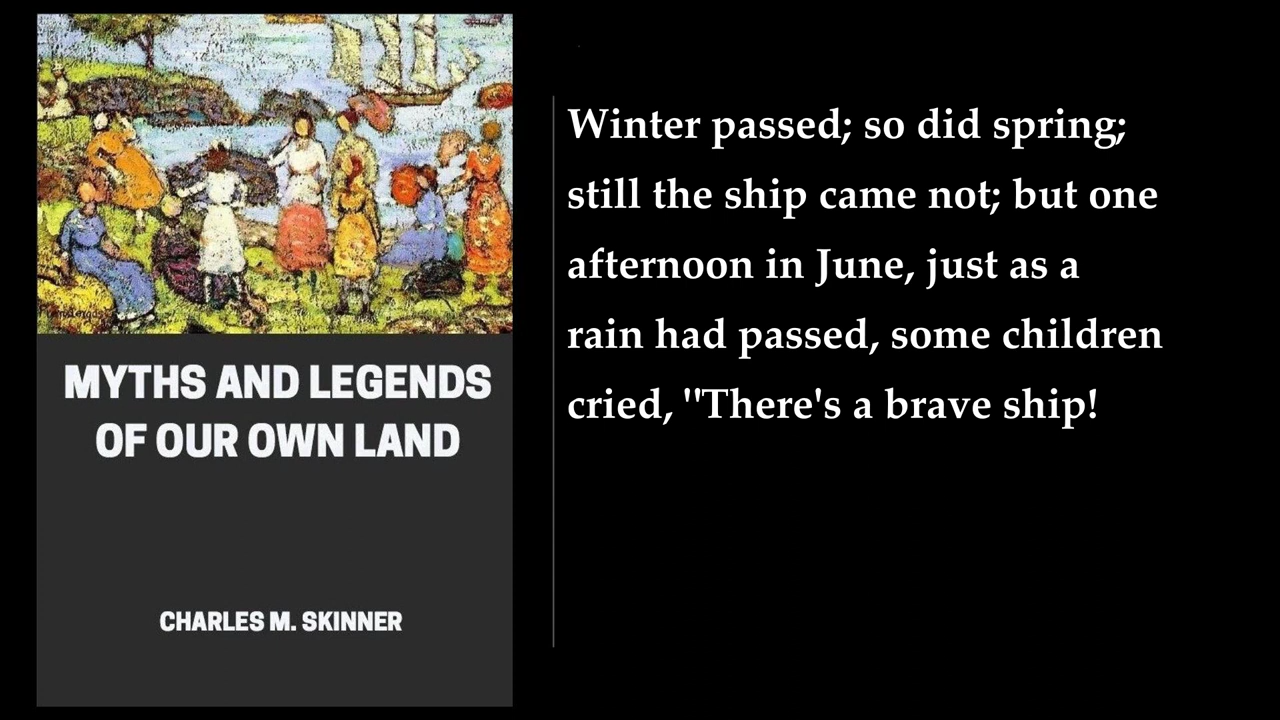 MYTHS AND LEGENDS
OF OUR OWN LAND
CHARLES M. SKINNER
Winter passed; so did spring;
still the ship came not; but one
afternoon in June, just as a
rain had passed, some children
cried, "There's a brave ship!